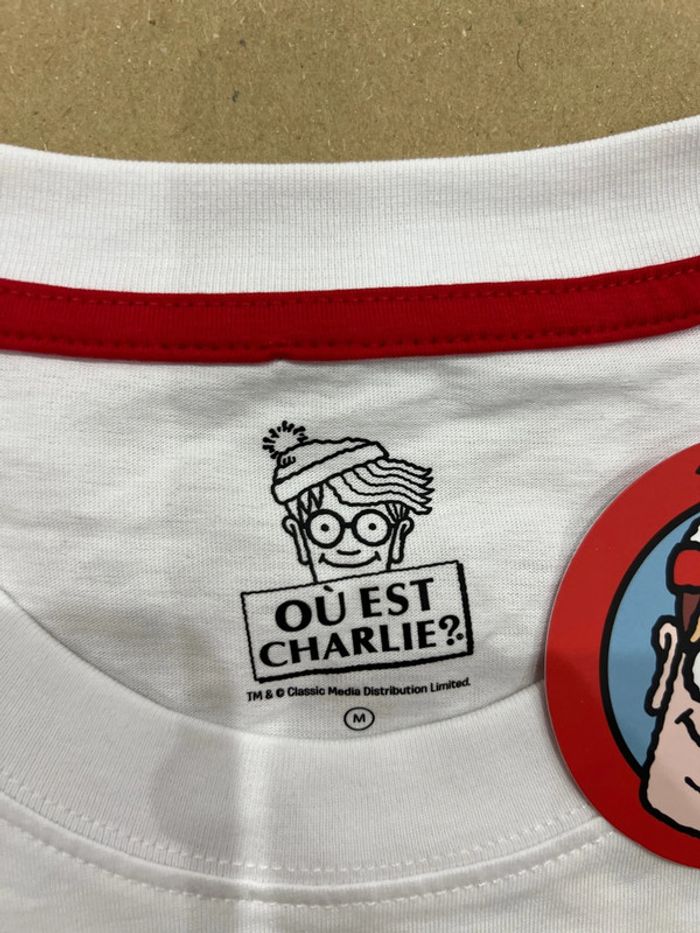 OÙ EST
CHARLIE?
TM & © Classic Media Distribution Limited.
M